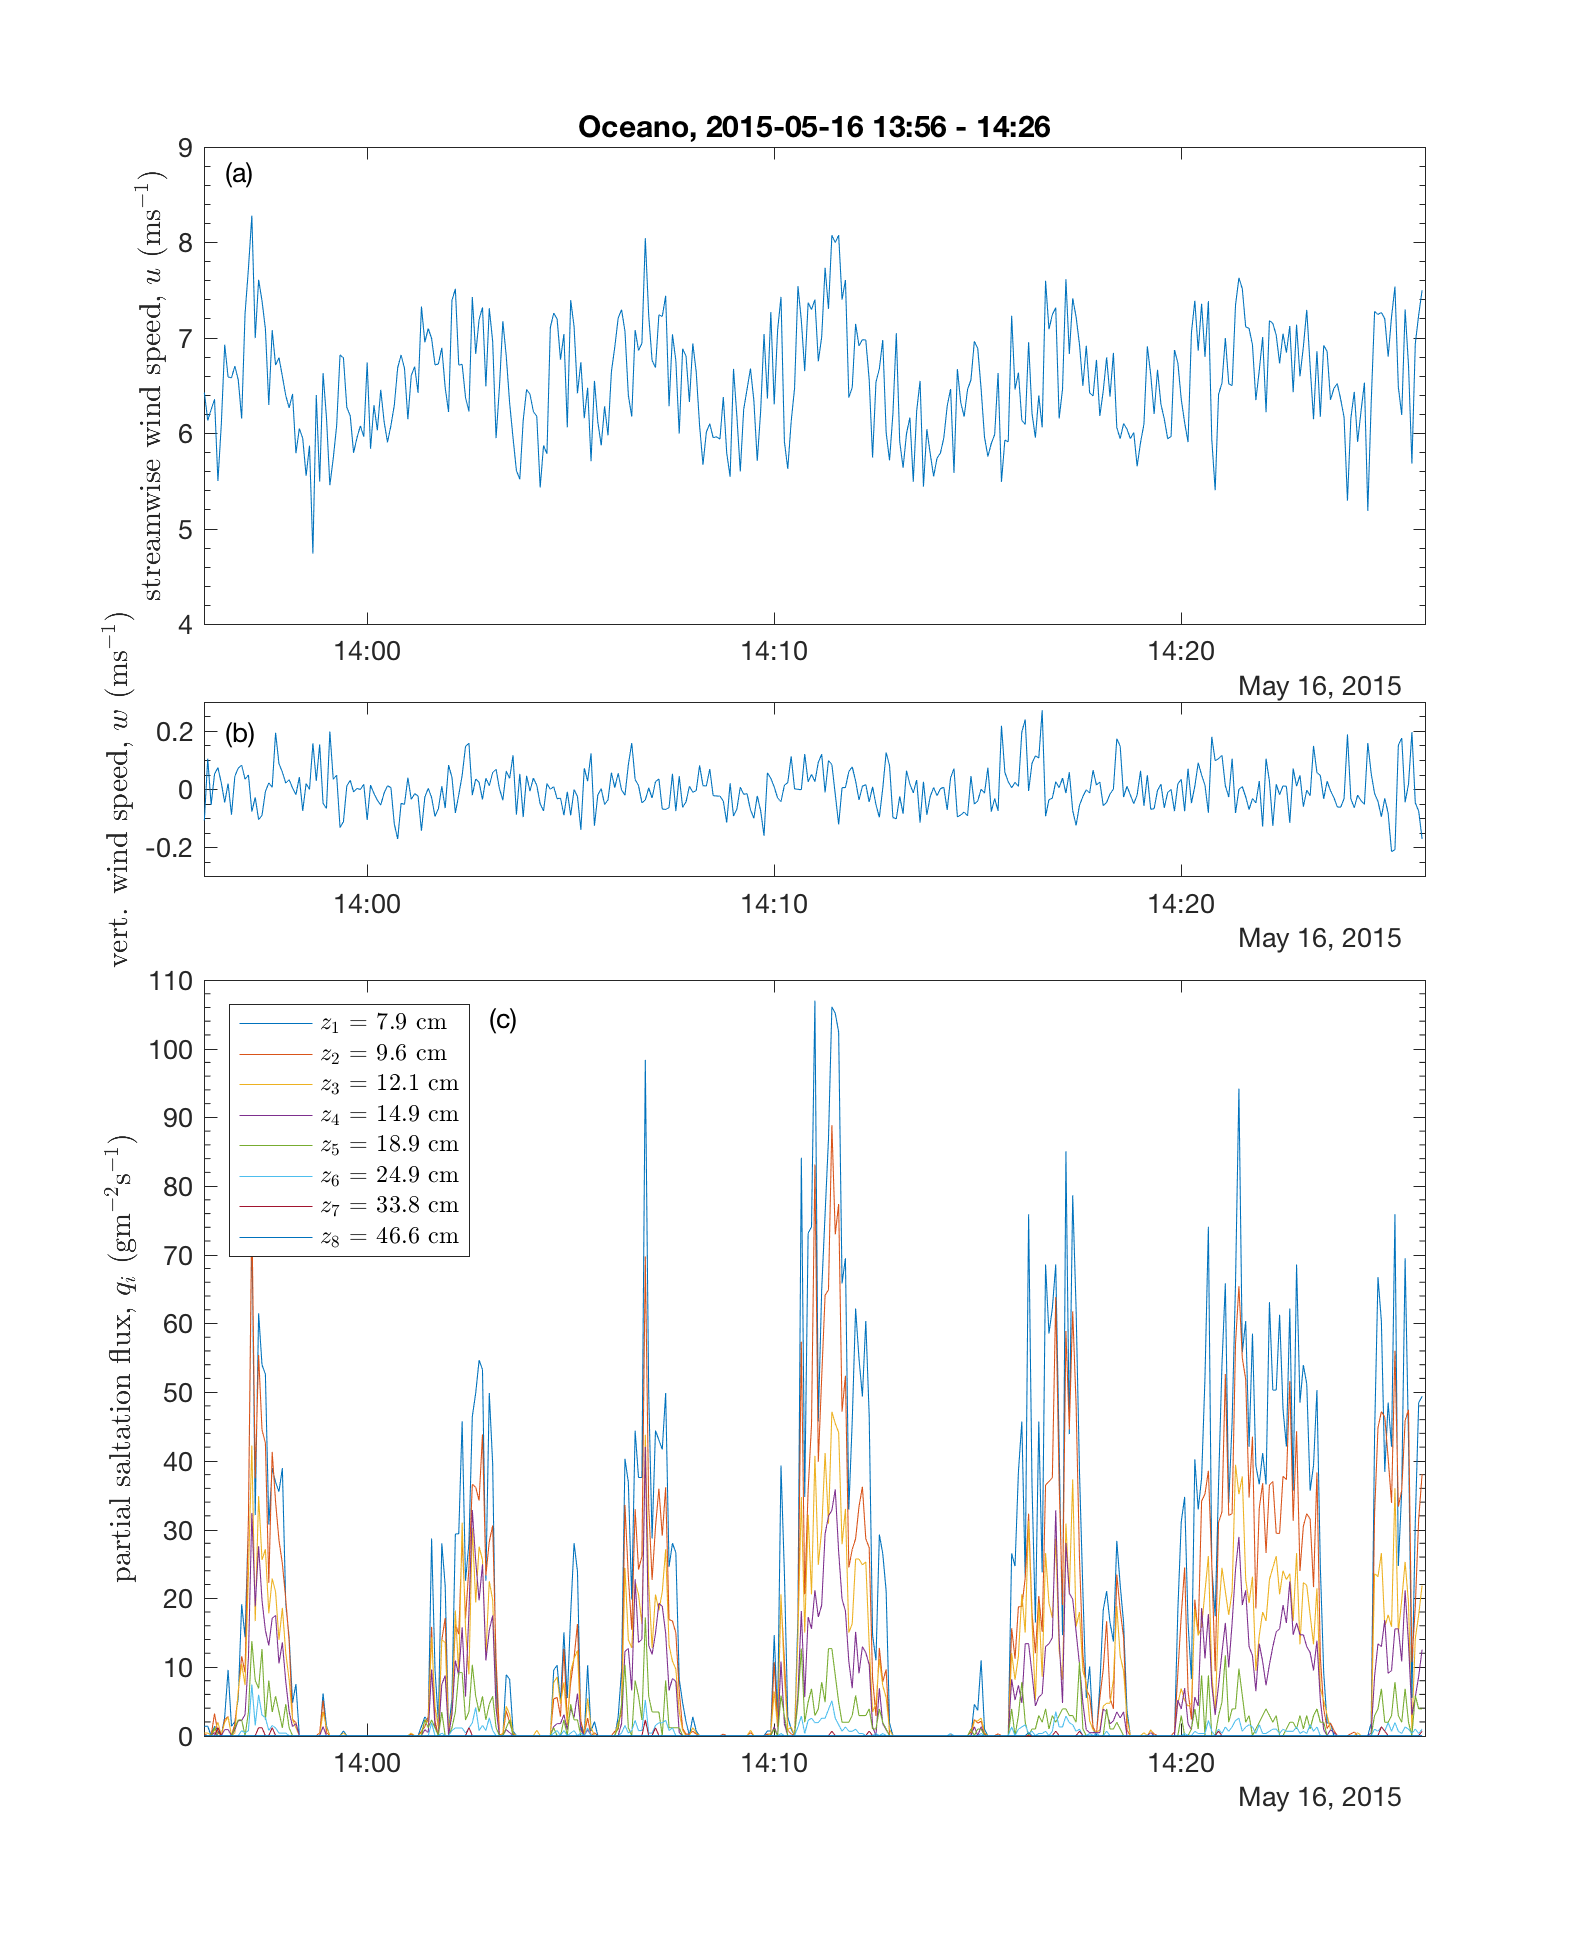 Oceano, 2015-05-16 13:56 - 14:26
(a)
streamwise wind speed, u (ms⁻¹)
9
8
7
6
5
4
14:00 14:10 14:20
May 16, 2015
(b)
vert. wind speed, w (ms⁻¹)
0.2
0
-0.2
14:00 14:10 14:20
May 16, 2015
(c)
partial saltation flux, qᵢ (gm⁻²s⁻¹)
110
100
90
80
70
60
50
40
30
20
10
0
z₁ = 7.9 cm
z₂ = 9.6 cm
z₃ = 12.1 cm
z₄ = 14.9 cm
z₅ = 18.9 cm
z₆ = 24.9 cm
z₇ = 33.8 cm
z₈ = 46.6 cm
14:00 14:10 14:20
May 16, 2015